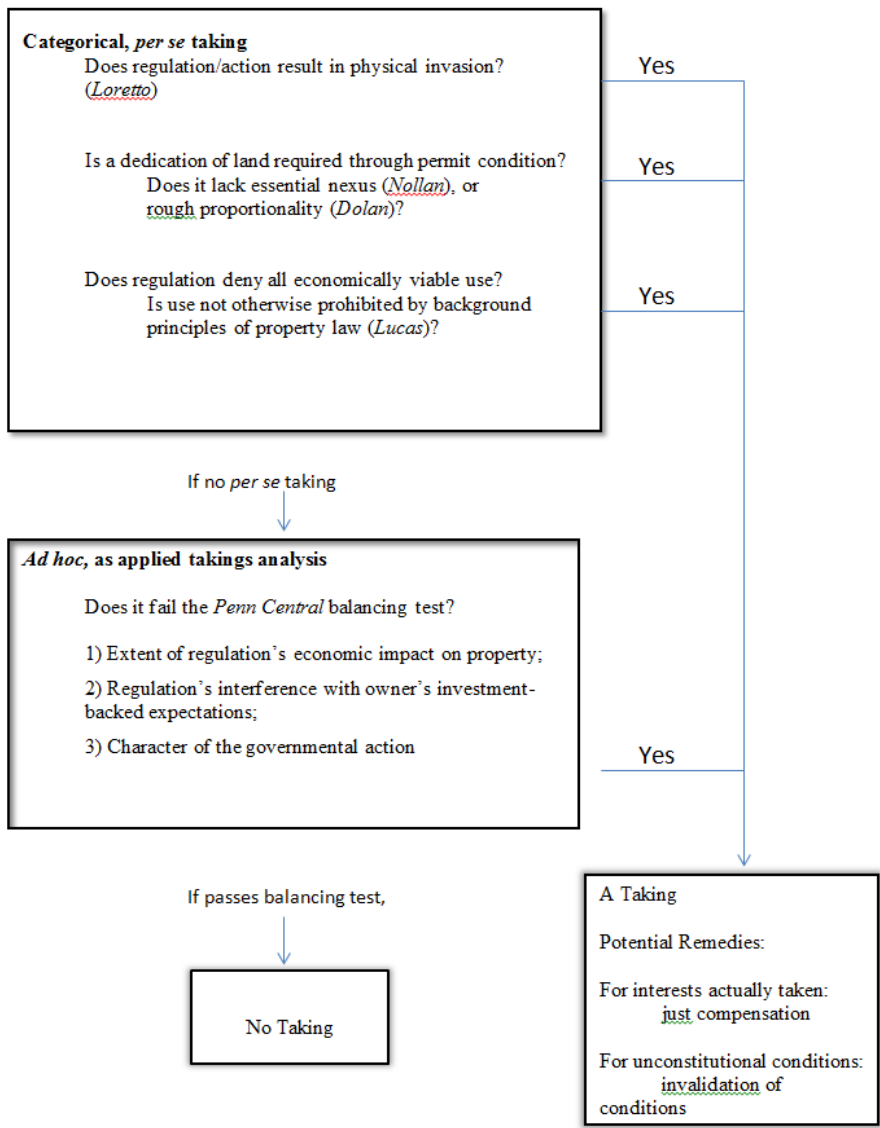 Categorical, per se taking
Does regulation/action result in physical invasion?
(Loretto)
Yes
Is a dedication of land required through permit condition?
Does it lack essential nexus (Nollan), or
rough proportionality (Dolan)?
Yes
Does regulation deny all economically viable use?
Is use not otherwise prohibited by background
principles of property law (Lucas)?
Yes
If no per se taking
Ad hoc, as applied takings analysis
Does it fail the Penn Central balancing test?
1) Extent of regulation’s economic impact on property;
2) Regulation’s interference with owner’s investment-
backed expectations;
3) Character of the governmental action
Yes
If passes balancing test,
No Taking
A Taking
Potential Remedies:
For interests actually taken:
just compensation
For unconstitutional conditions:
invalidation of
conditions